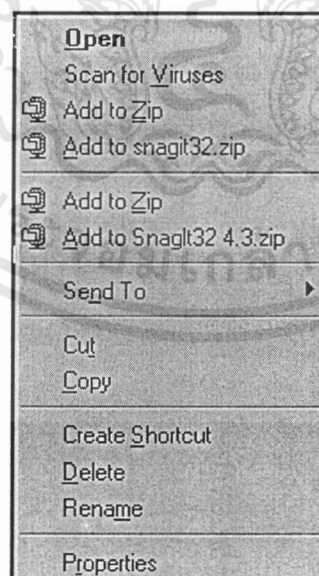 Open
Scan for Viruses
Add to Zip
Add to snagit32.zip
Add to Zip
Add to SnagIt32 4.3.zip
Send To
Cut
Copy
Create Shortcut
Delete
Rename
Properties